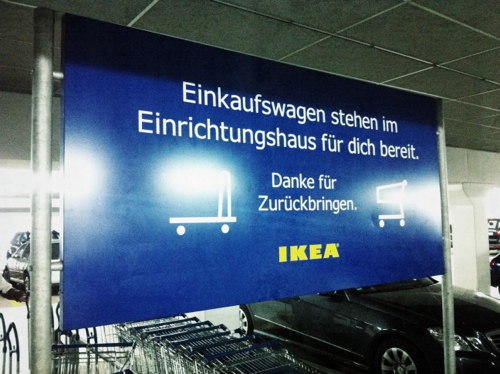 Einkaufswagen stehen im
Einrichtungshaus für dich bereit.
Danke für
Zurückbringen.
IKEA